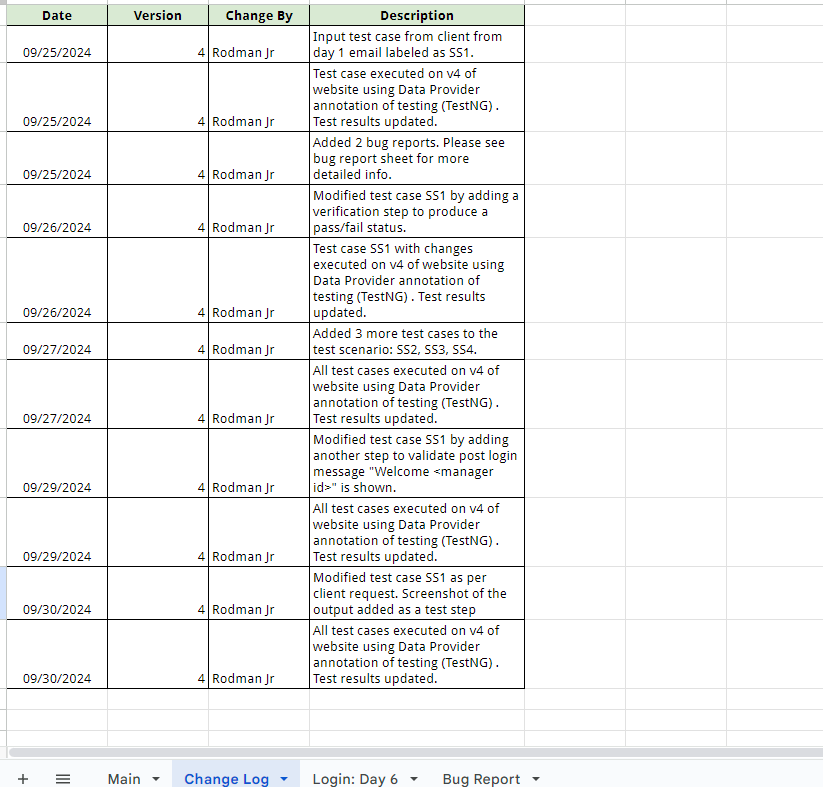 Date Version Change By Description
Input test case from client from
09/25/2024 4 Rodman Jr day 1 email labeled as SS1.
Test case executed on v4 of
website using Data Provider
annotation of testing (TestNG) .
09/25/2024 4 Rodman Jr Test results updated.
Added 2 bug reports. Please see
bug report sheet for more
09/25/2024 4 Rodman Jr detailed info.
Modified test case SS1 by adding a
verification step to produce a
09/26/2024 4 Rodman Jr pass/fail status.
Test case SS1 with changes
executed on v4 of website using
Data Provider annotation of
testing (TestNG) . Test results
09/26/2024 4 Rodman Jr updated.
Added 3 more test cases to the
09/27/2024 4 Rodman Jr test scenario: SS2, SS3, SS4.
All test cases executed on v4 of
website using Data Provider
annotation of testing (TestNG) .
09/27/2024 4 Rodman Jr Test results updated.
Modified test case SS1 by adding
another step to validate post login
message "Welcome <manager
09/29/2024 4 Rodman Jr id>" is shown.
All test cases executed on v4 of
website using Data Provider
annotation of testing (TestNG) .
09/29/2024 4 Rodman Jr Test results updated.
Modified test case SS1 as per
client request. Screenshot of the
09/30/2024 4 Rodman Jr output added as a test step
All test cases executed on v4 of
website using Data Provider
annotation of testing (TestNG) .
09/30/2024 4 Rodman Jr Test results updated.
Main Change Log Login: Day 6 Bug Report